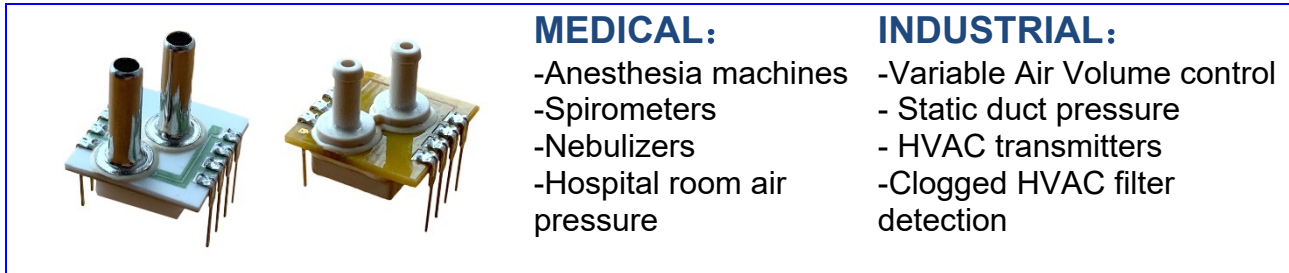 MEDICAL：
-Anesthesia machines
-Spirometers
-Nebulizers
-Hospital room air
pressure
INDUSTRIAL：
-Variable Air Volume control
- Static duct pressure
- HVAC transmitters
-Clogged HVAC filter
detection